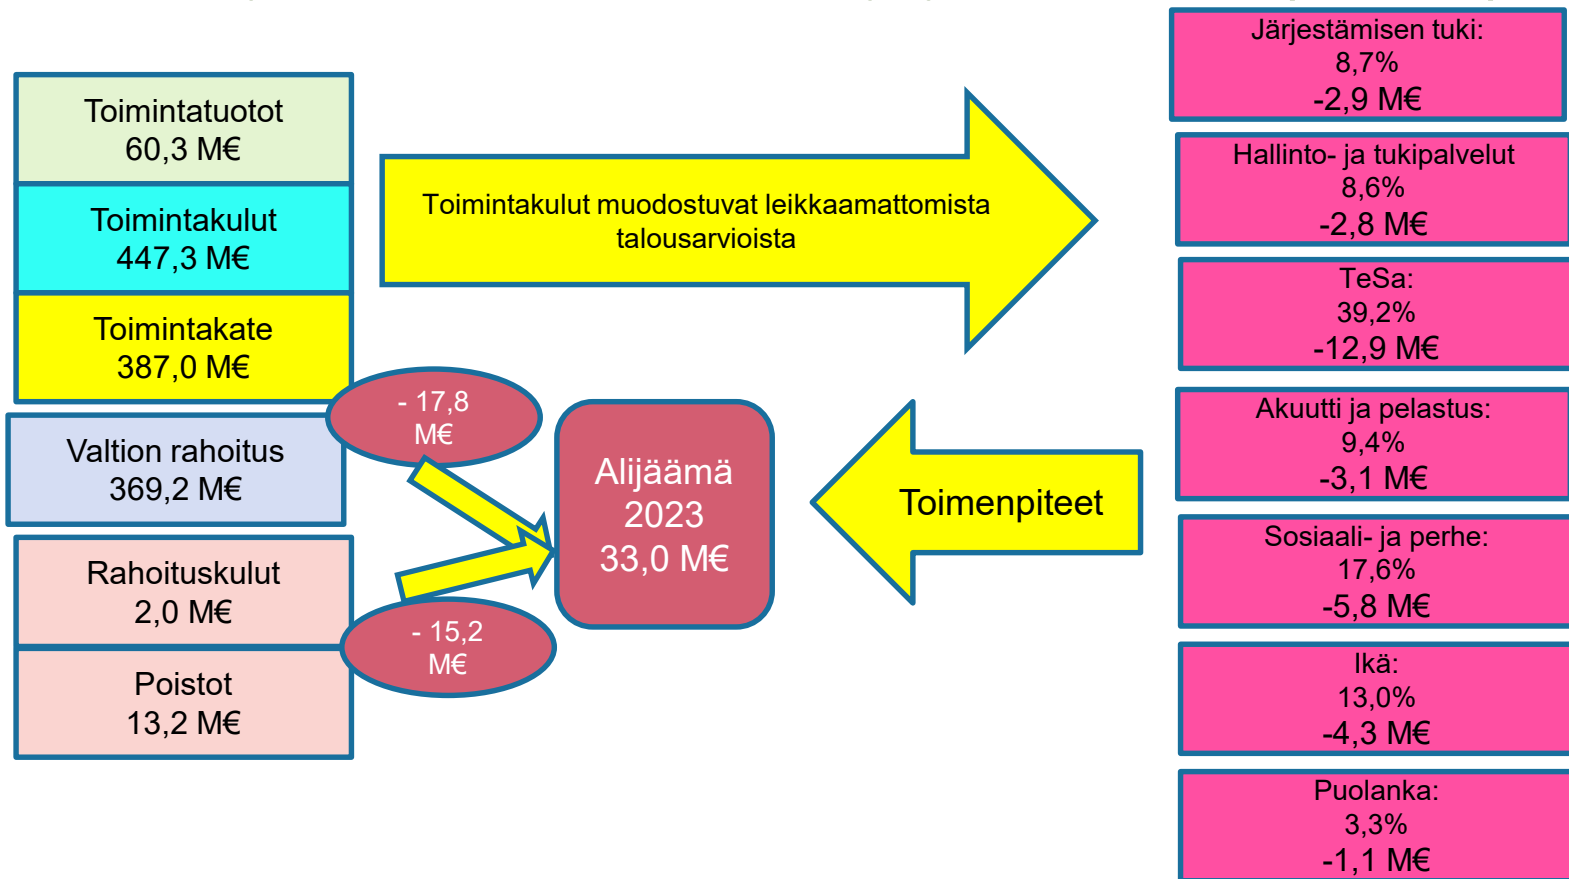 Toimintatuotot
60,3 M€
Toimintakulut
447,3 M€
Toimintakate
387,0 M€
Valtion rahoitus
369,2 M€
Rahoituskulut
2,0 M€
Poistot
13,2 M€
Toimintakulut muodostuvat leikkaamattomista
talousarvioista
- 17,8
M€
- 15,2
M€
Alijäämä
2023
33,0 M€
Toimenpiteet
Järjestämisen tuki:
8,7%
-2,9 M€
Hallinto- ja tukipalvelut
8,6%
-2,8 M€
TeSa:
39,2%
-12,9 M€
Akuutti ja pelastus:
9,4%
-3,1 M€
Sosiaali- ja perhe:
17,6%
-5,8 M€
Ikä:
13,0%
-4,3 M€
Puolanka:
3,3%
-1,1 M€